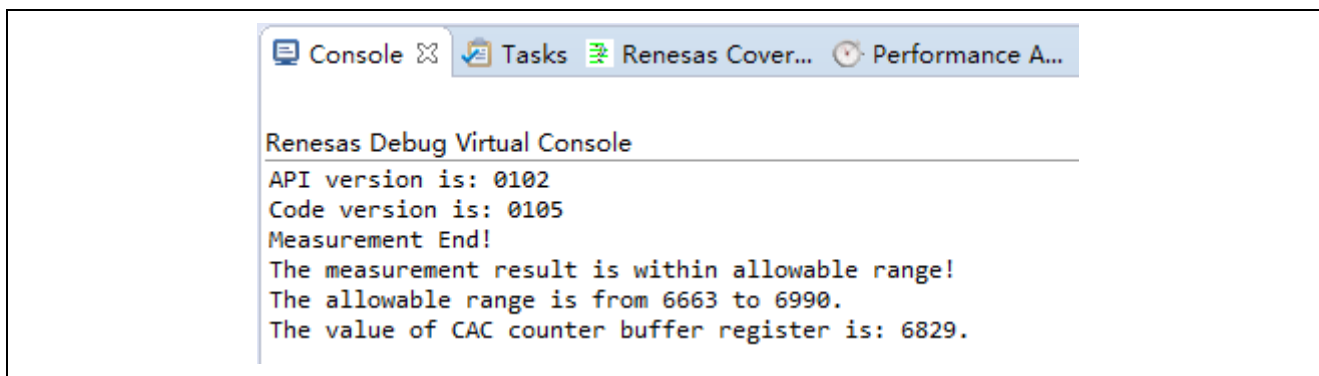 Console Tasks Renesas Cover... Performance A...
Renesas Debug Virtual Console
API version is: 0102
Code version is: 0105
Measurement End!
The measurement result is within allowable range!
The allowable range is from 6663 to 6990.
The value of CAC counter buffer register is: 6829.